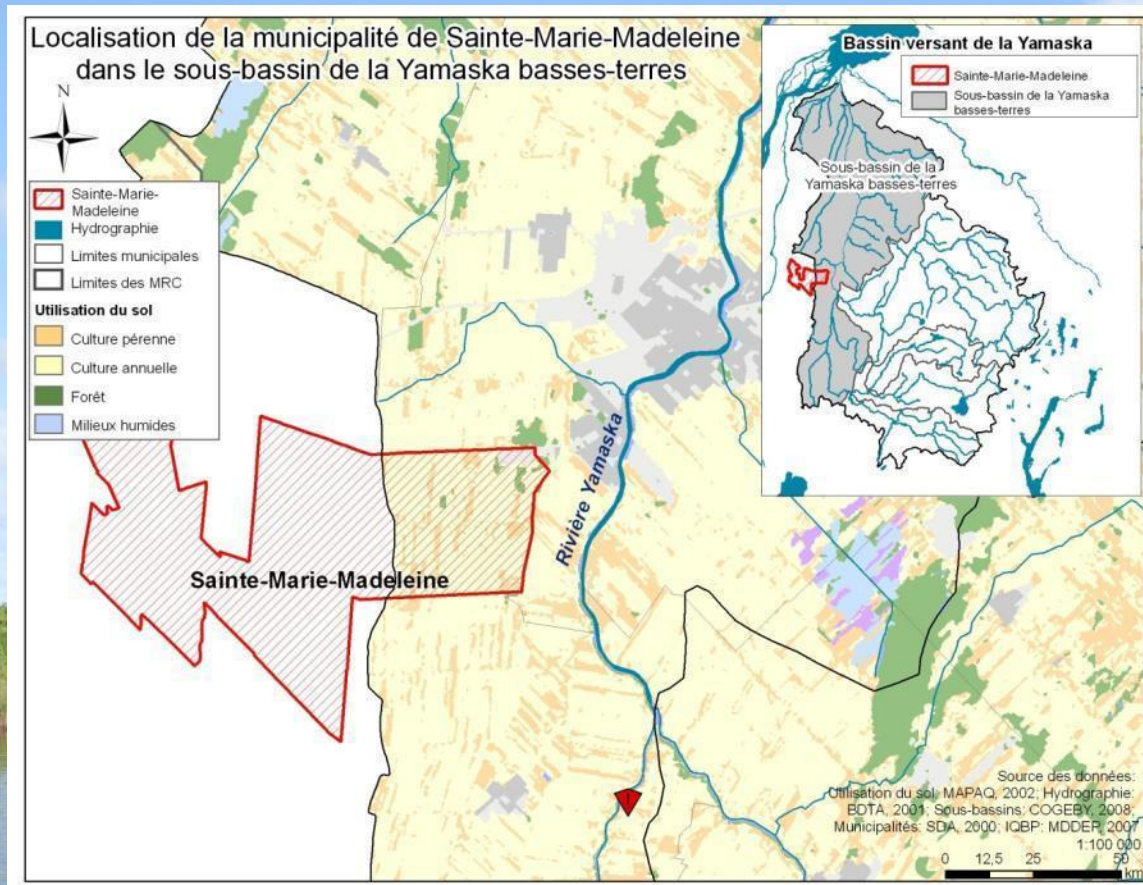 Localisation de la municipalité de Sainte-Marie-Madeleine
dans le sous-bassin de la Yamaska basses-terres
N
Sainte-Marie-
Madeleine
Hydrographie
Limites municipales
Limites des MRC
Utilisation du sol
Culture pérenne
Culture annuelle
Forêt
Milieux humides
Bassin versant de la Yamaska
Sainte-Marie-Madeleine
Sous-bassin de la Yamaska
basses-terres
Sous-bassin de la
Yamaska basses-terres
Rivière Yamaska
Sainte-Marie-Madeleine
Source des données:
Utilisation du sol: MAPAQ, 2002; Hydrographie:
BDTA, 2001; Sous-bassins: COGEBY, 2008;
Municipalités: SDA, 2000; IQBP: MDDEP, 2007
1:100 000
0 12,5 25 50
km